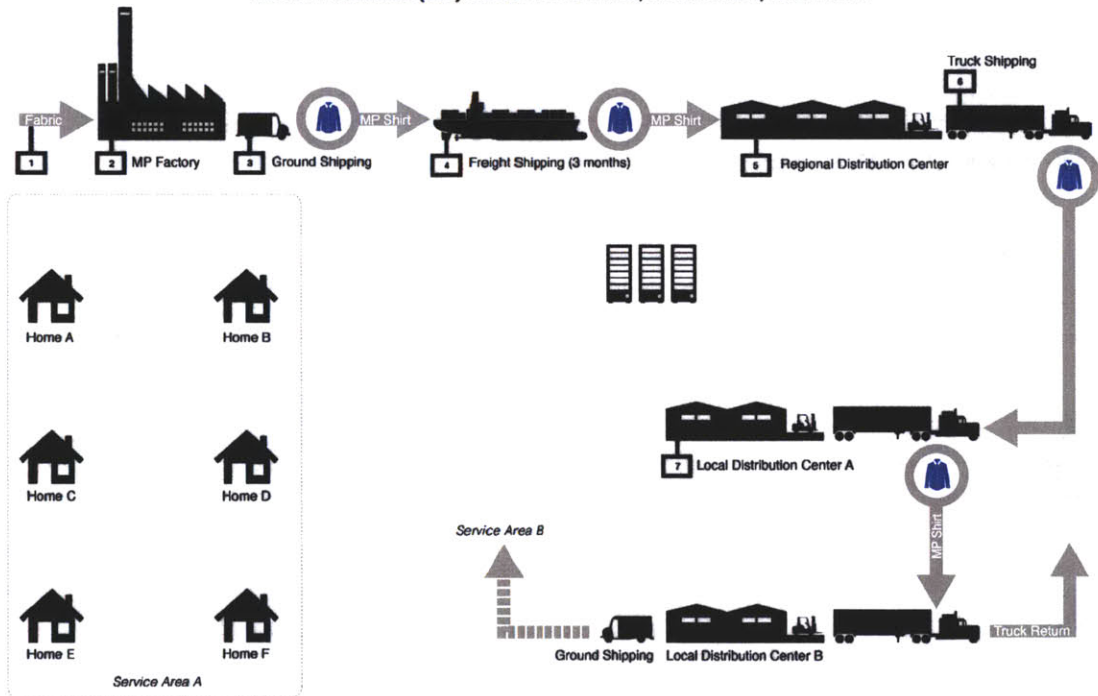 Fabric
MP Shirt
MP Shirt
Truck Shipping
6
1
2 MP Factory
3 Ground Shipping
4 Freight Shipping (3 months)
5 Regional Distribution Center
Home A
Home B
7 Local Distribution Center A
Home C
Home D
MP Shirt
Service Area B
Truck Return
Home E
Home F
Ground Shipping
Local Distribution Center B
Service Area A